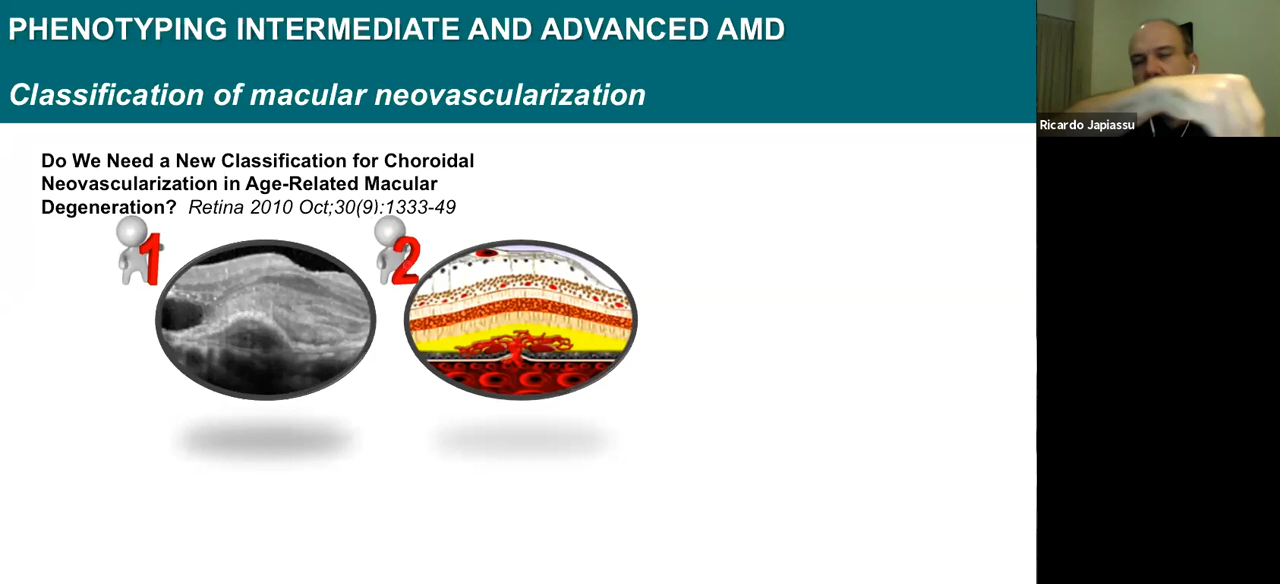 PHENOTYPING INTERMEDIATE AND ADVANCED AMD
Classification of macular neovascularization
Do We Need a New Classification for Choroidal
Neovascularization in Age-Related Macular
Degeneration? Retina 2010 Oct;30(9):1333-49
1
2
Ricardo Japiassu